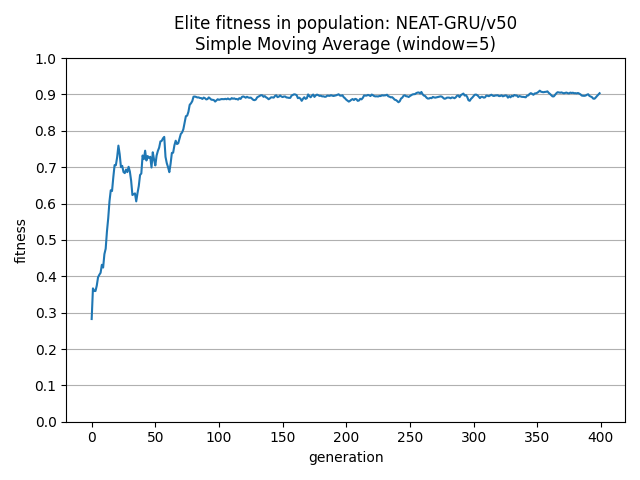 Elite fitness in population: NEAT-GRU/v50
Simple Moving Average (window=5)
1.0
0.9
0.8
0.7
0.6
0.5
0.4
0.3
0.2
0.1
0.0
fitness
0 50 100 150 200 250 300 350 400
generation